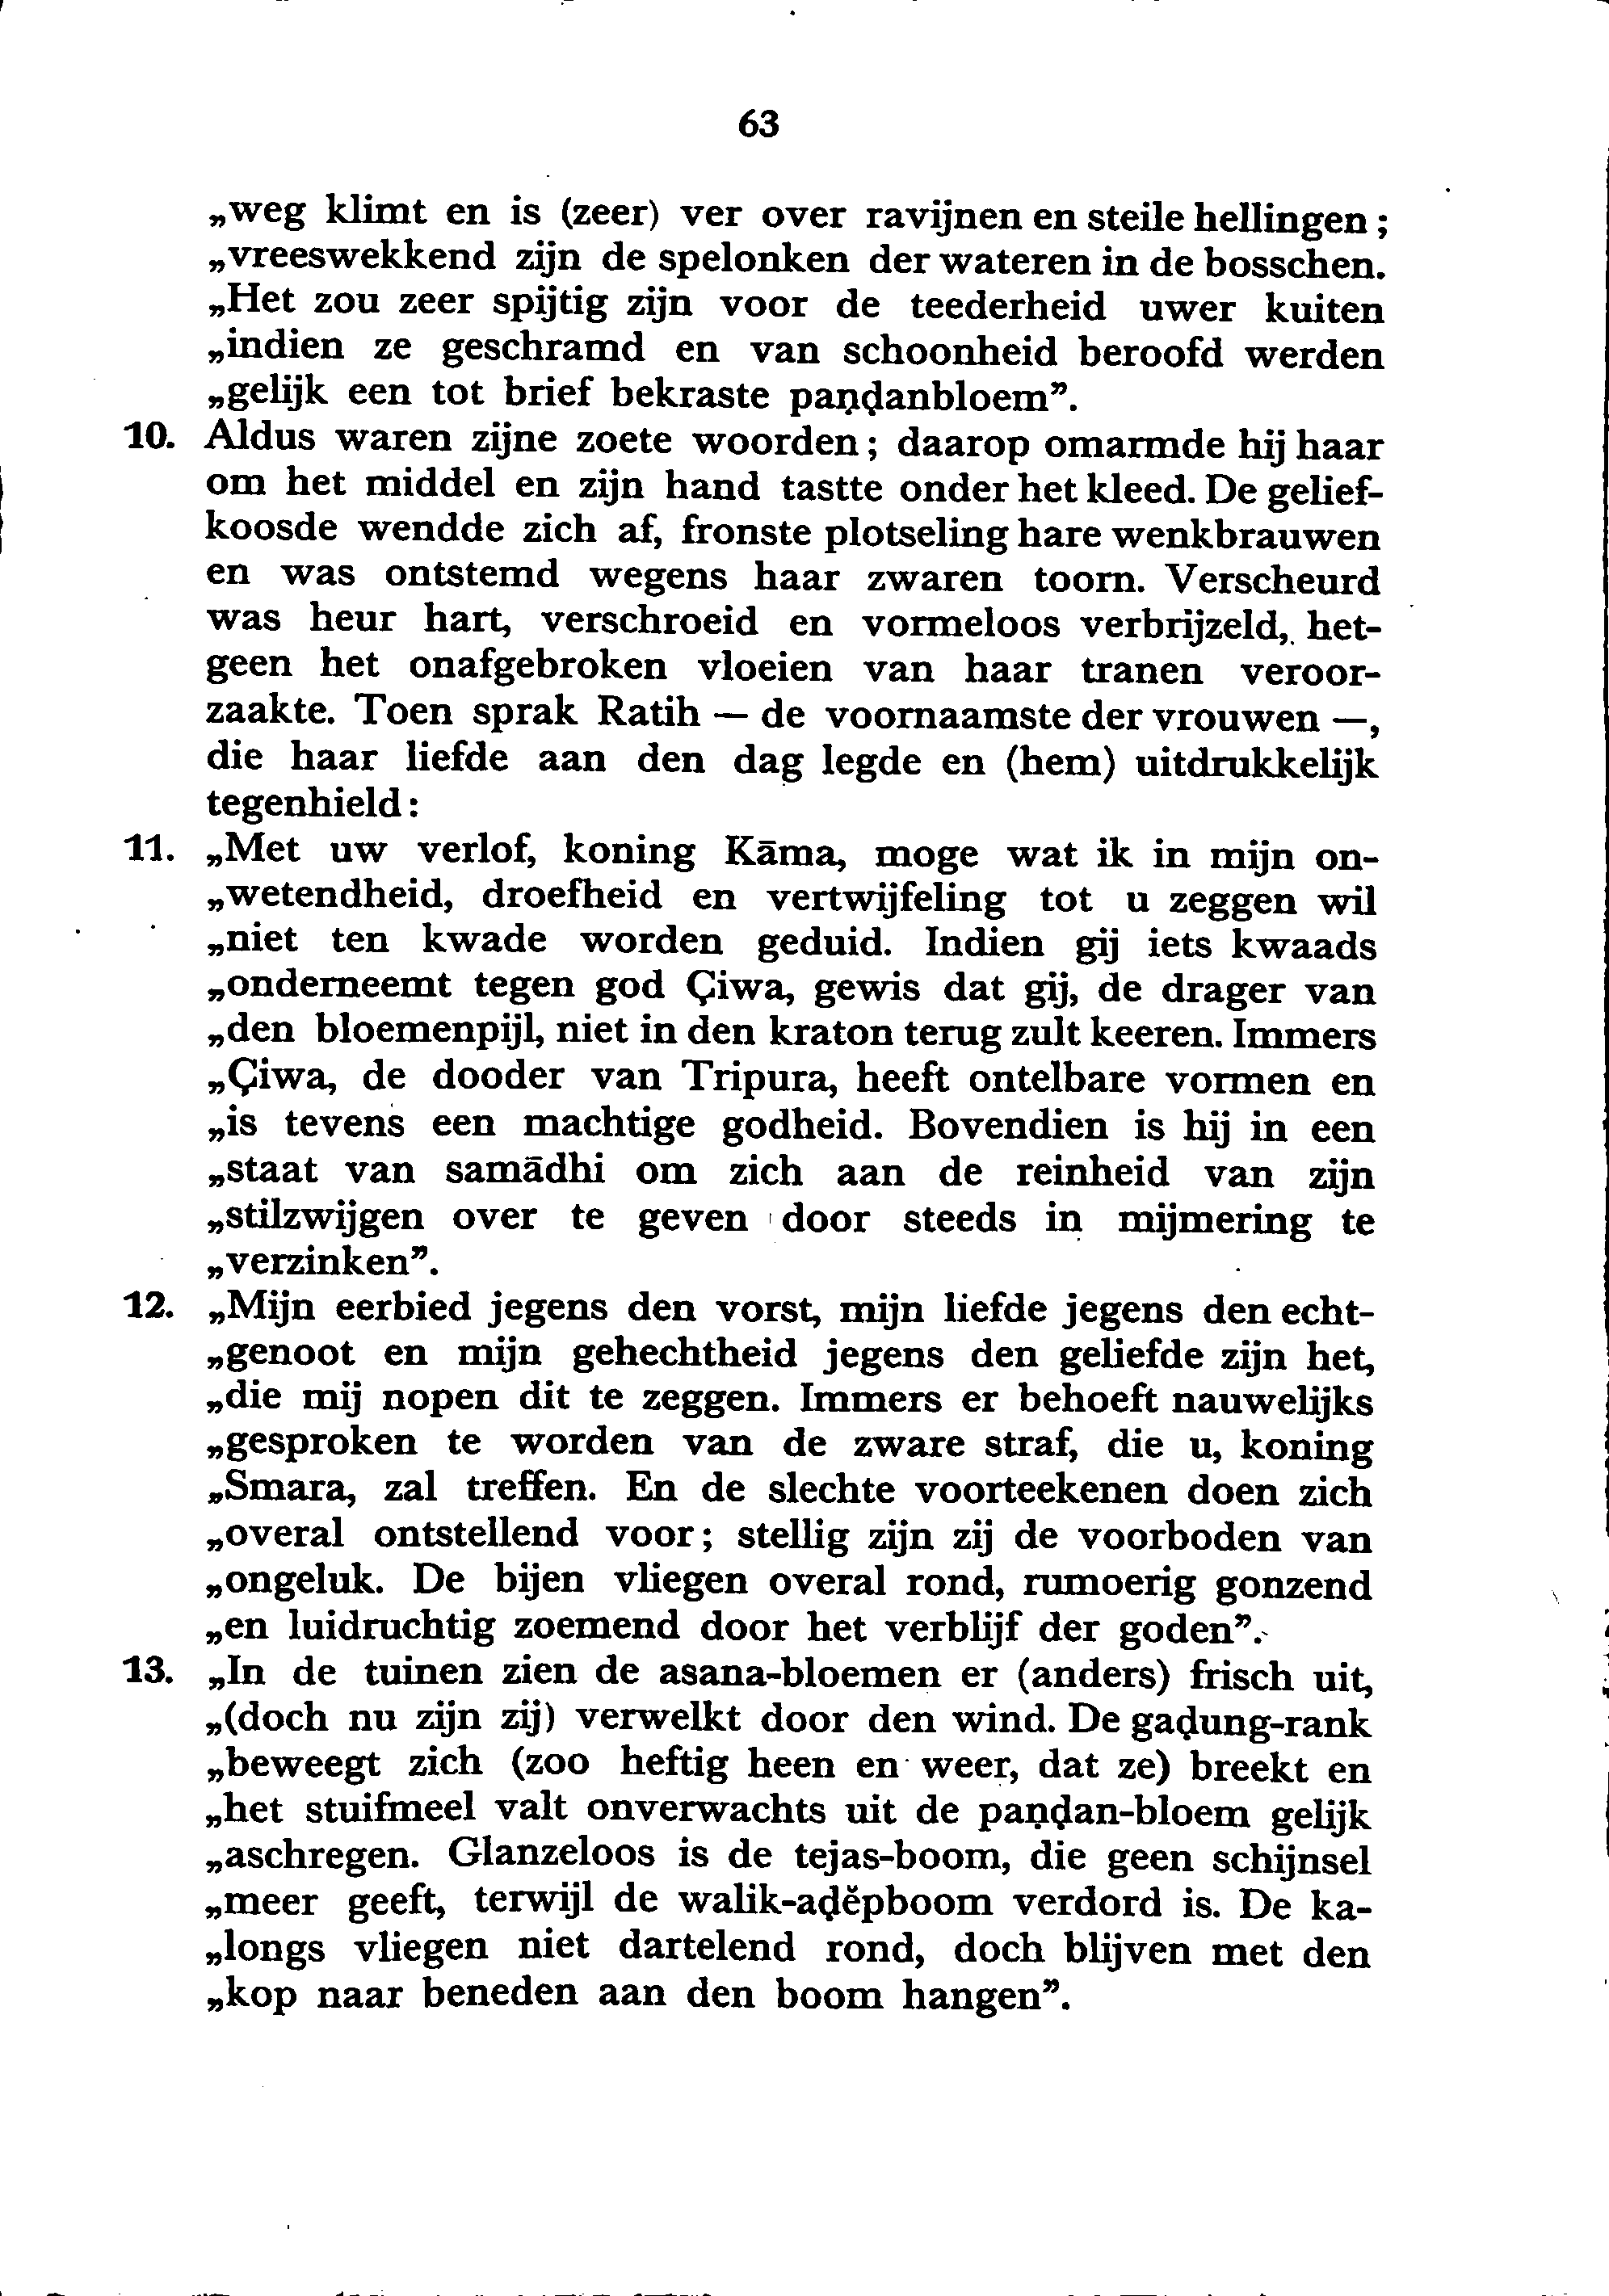 63
„weg klimt en is (zeer) ver over ravijnen en steile hellingen ;
„vreeswekkend zijn de spelonken der wateren in de bosschen.
„Het zou zeer spijtig zijn voor de teederheid uwer kuiten
„indien ze geschramd en van schoonheid beroofd werden
„gelijk een tot brief bekraste paṇḍanbloem”.
10. Aldus waren zijne zoete woorden ; daarop omarmde hij haar
om het middel en zijn hand tastte onder het kleed. De gelief-
koosde wendde zich af, fronste plotseling hare wenkbrauwen
en was ontstemd wegens haar zwaren toorn. Verscheurd
was heur hart, verschroeid en vormeloos verbrijzeld, het-
geen het onafgebroken vloeien van haar tranen veroor-
zaakte. Toen sprak Ratih — de voornaamste der vrouwen —,
die haar liefde aan den dag legde en (hem) uitdrukkelijk
tegenhield :
11. „Met uw verlof, koning Kāma, moge wat ik in mijn on-
„wetendheid, droefheid en vertwijfeling tot u zeggen wil
„niet ten kwade worden geduid. Indien gij iets kwaads
„onderneemt tegen god Çiwa, gewis dat gij, de drager van
„den bloemenpijl, niet in den kraton terug zult keeren. Immers
„Çiwa, de dooder van Tripura, heeft ontelbare vormen en
„is tevens een machtige godheid. Bovendien is hij in een
„staat van samādhi om zich aan de reinheid van zijn
„stilzwijgen over te geven door steeds in mijmering te
„verzinken”.
12. „Mijn eerbied jegens den vorst, mijn liefde jegens den echt-
„genoot en mijn gehechtheid jegens den geliefde zijn het,
„die mij nopen dit te zeggen. Immers er behoeft nauwelijks
„gesproken te worden van de zware straf, die u, koning
„Smara, zal treffen. En de slechte voorteekenen doen zich
„overal ontstellend voor ; stellig zijn zij de voorboden van
„ongeluk. De bijen vliegen overal rond, rumoerig gonzend
„en luidruchtig zoemend door het verblijf der goden”.
13. „In de tuinen zien de asana-bloemen er (anders) frisch uit,
„(doch nu zijn zij) verwelkt door den wind. De gaḍung-rank
„beweegt zich (zoo heftig heen en weer, dat ze) breekt en
„het stuifmeel valt onverwachts uit de paṇḍan-bloem gelijk
„aschregen. Glanzeloos is de tejas-boom, die geen schijnsel
„meer geeft, terwijl de walik-aḍĕpboom verdord is. De ka-
„longs vliegen niet dartelend rond, doch blijven met den
„kop naar beneden aan den boom hangen”.